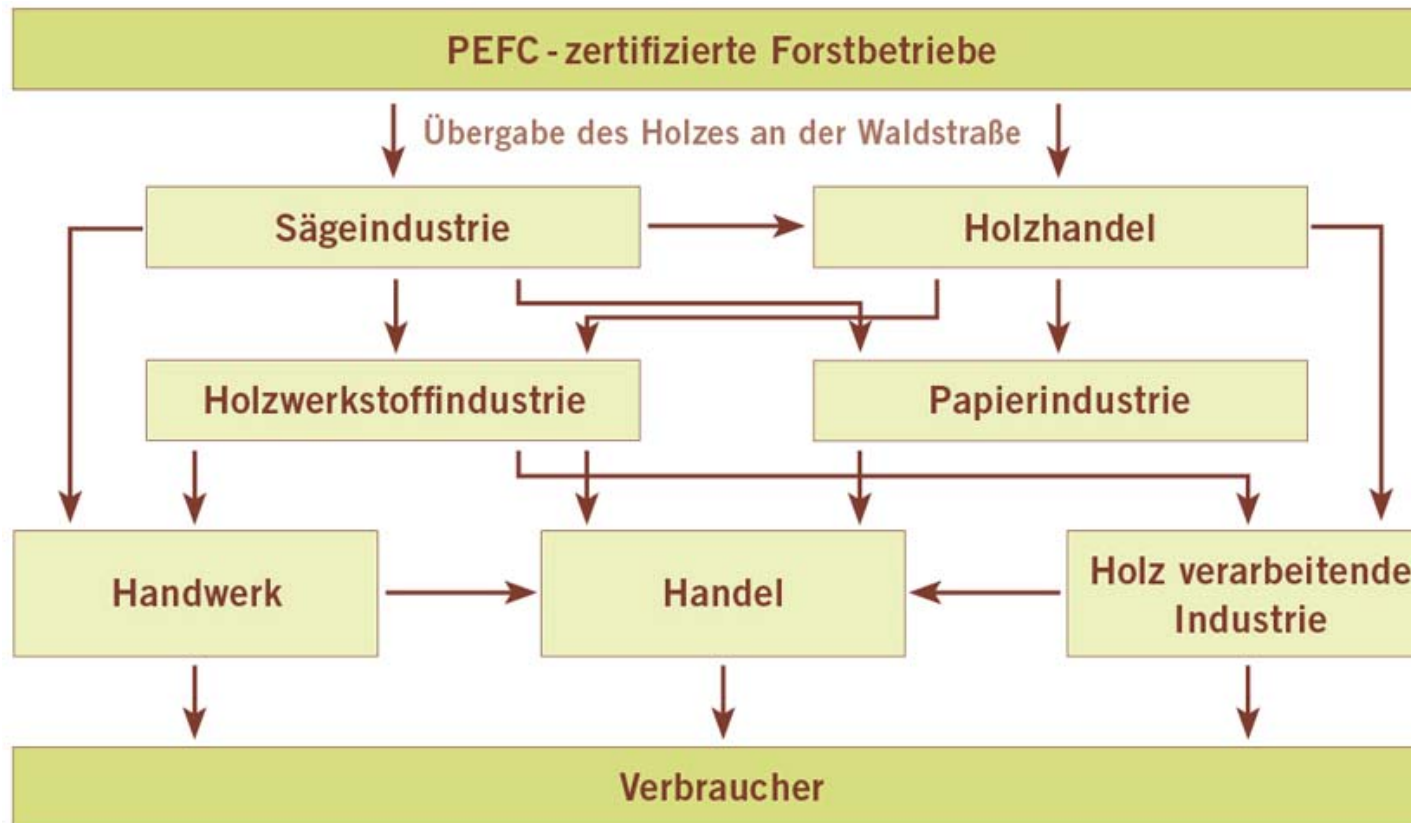 PEFC - zertifizierte Forstbetriebe
Übergabe des Holzes an der Waldstraße
Sägeindustrie
Holzhandel
Holzwerkstoffindustrie
Papierindustrie
Handwerk
Handel
Holz verarbeitende
Industrie
Verbraucher